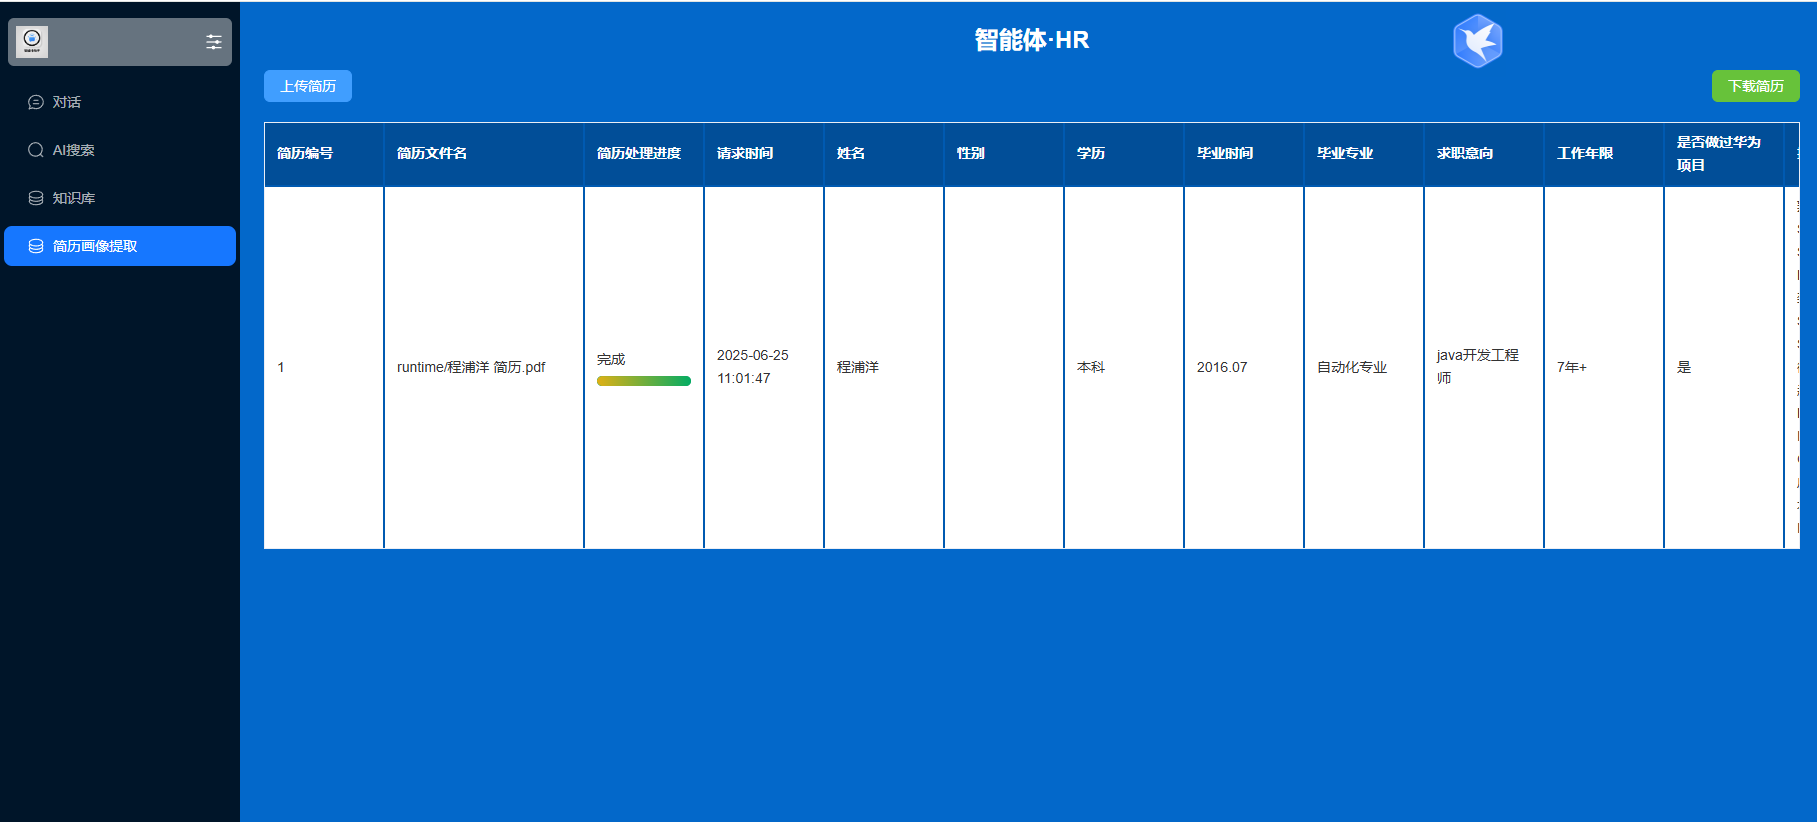 智能体·HR
对话
AI搜索
知识库
简历画像提取
上传简历
下载简历
简历编号
简历文件名
简历处理进度
请求时间
姓名
性别
学历
毕业时间
毕业专业
求职意向
工作年限
是否做过华为
项目
1
runtime/程浦洋 简历.pdf
完成
2025-06-25
11:01:47
程浦洋
本科
2016.07
自动化专业
java开发工程
师
7年+
是